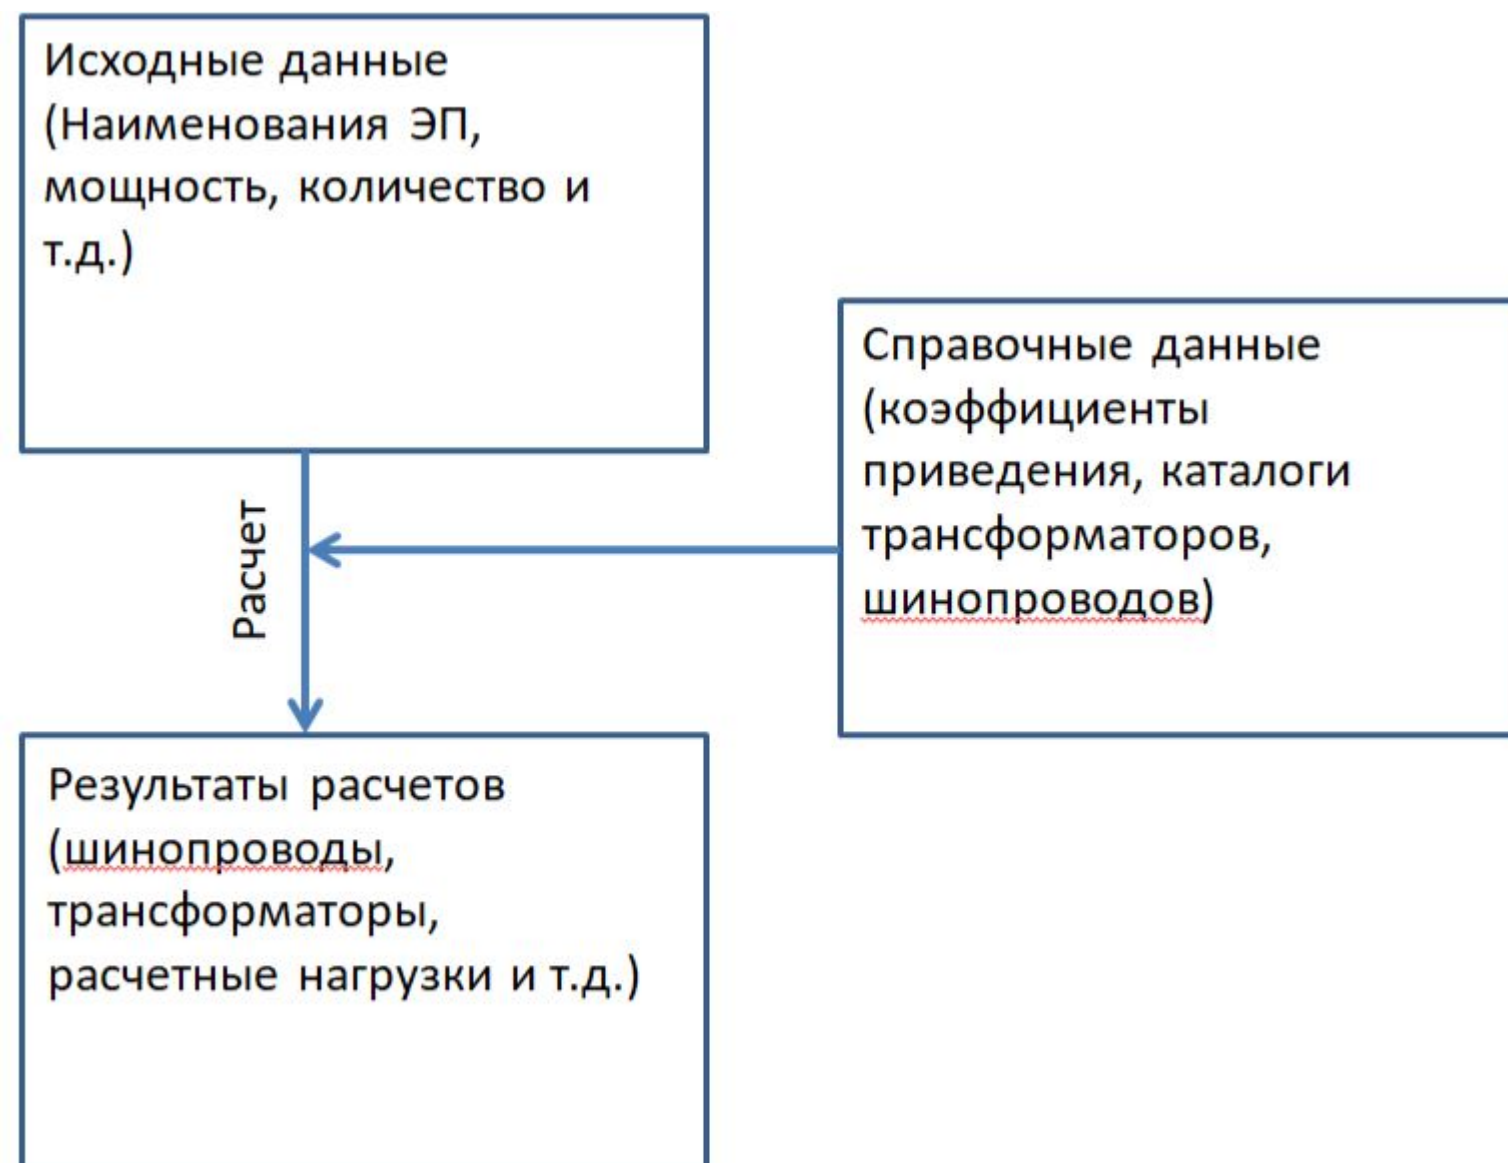 Исходные данные
(Наименования ЭП,
мощность, количество и
т.д.)
Справочные данные
(коэффициенты
приведения, каталоги
трансформаторов,
шинопроводов)
Расчет
Результаты расчетов
(шинопроводы,
трансформаторы,
расчетные нагрузки и т.д.)